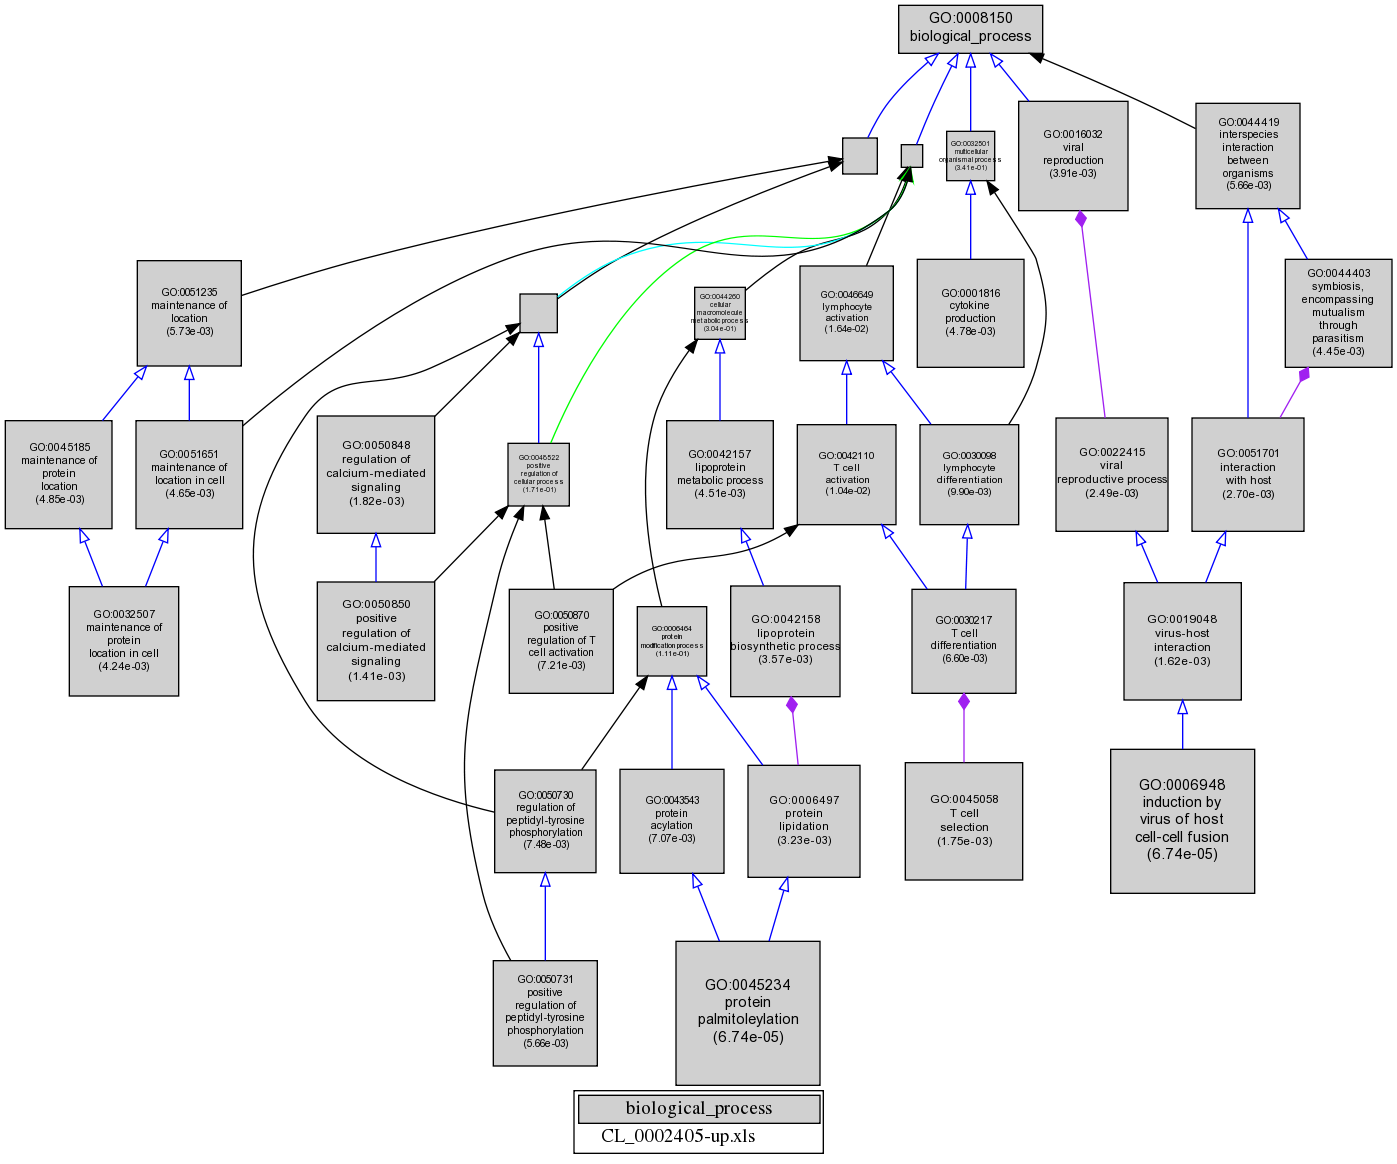 GO:0008150
biological_process
GO:0032501
multicellular
organismal process
(3.41e-01)
GO:0016032
viral
reproduction
(3.91e-03)
GO:0044419
interspecies
interaction
between
organisms
(5.66e-03)
GO:0051235
maintenance of
location
(5.73e-03)
GO:0044260
cellular
macromolecule
metabolic process
(3.04e-01)
GO:0046649
lymphocyte
activation
(1.64e-02)
GO:0001816
cytokine
production
(4.78e-03)
GO:0044403
symbiosis,
encompassing
mutualism
through
parasitism
(4.45e-03)
GO:0045185
maintenance of
protein
location
(4.85e-03)
GO:0051651
maintenance of
location in cell
(4.65e-03)
GO:0050848
regulation of
calcium-mediated
signaling
(1.82e-03)
GO:0048522
positive
regulation of
cellular process
(1.71e-01)
GO:0042157
lipoprotein
metabolic process
(4.51e-03)
GO:0042110
T cell
activation
(1.04e-02)
GO:0030098
lymphocyte
differentiation
(9.90e-03)
GO:0022415
viral
reproductive process
(2.49e-03)
GO:0051701
interaction
with host
(2.70e-03)
GO:0032507
maintenance of
protein
location in cell
(4.24e-03)
GO:0050850
positive
regulation of
calcium-mediated
signaling
(1.41e-03)
GO:0050870
positive
regulation of T
cell activation
(7.21e-03)
GO:0006464
protein
modification process
(1.11e-01)
GO:0042158
lipoprotein
biosynthetic process
(3.57e-03)
GO:0030217
T cell
differentiation
(6.60e-03)
GO:0019048
virus-host
interaction
(1.62e-03)
GO:0050730
regulation of
peptidyl-tyrosine
phosphorylation
(7.48e-03)
GO:0043543
protein
acylation
(7.07e-03)
GO:0006497
protein
lipidation
(3.23e-03)
GO:0045058
T cell
selection
(1.75e-03)
GO:0006948
induction by
virus of host
cell-cell fusion
(6.74e-05)
GO:0050731
positive
regulation of
peptidyl-tyrosine
phosphorylation
(5.66e-03)
GO:0045234
protein
palmitoleylation
(6.74e-05)
biological_process
CL_0002405-up.xls